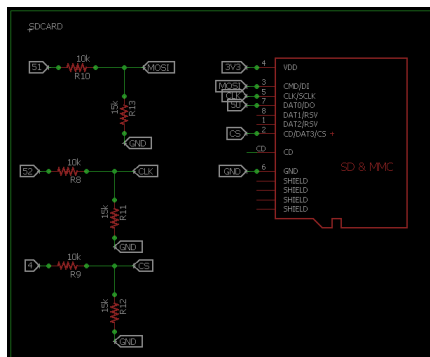 SDCARD
51
10k
R10
MOSI
15k
R13
GND
52
10k
R8
CLK
15k
R11
GND
4
10k
R9
CS
15k
R12
GND
3V3 4 VDD
MOSI 3 CMD/DI
CLK 5 CLK/SCLK
50 7 DAT0/DO
8 DAT1/RSV
1 DAT2/RSV
CS 2 CD/DAT3/CS +
CD CD
GND 6 GND
SHIELD
SHIELD
SHIELD
SHIELD
SD & MMC